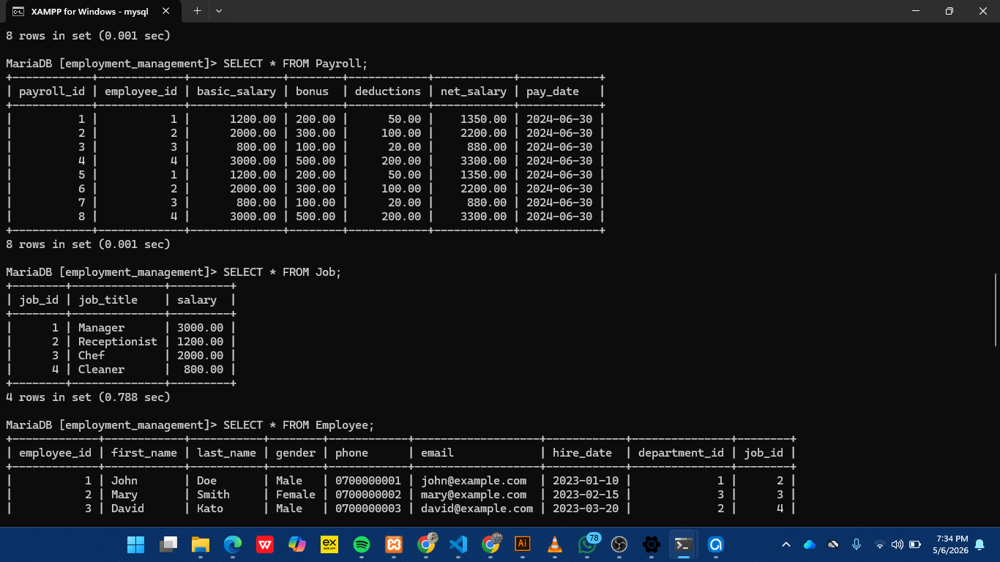 XAMPP for Windows - mysql
8 rows in set (0.001 sec)
MariaDB [employment_management]> SELECT * FROM Payroll;
+------------+-------------+--------------+--------+------------+------------+------------+
| payroll_id | employee_id | basic_salary | bonus  | deductions | net_salary | pay_date   |
+------------+-------------+--------------+--------+------------+------------+------------+
|          1 |           1 |      1200.00 | 200.00 |      50.00 |    1350.00 | 2024-06-30 |
|          2 |           2 |      2000.00 | 300.00 |     100.00 |    2200.00 | 2024-06-30 |
|          3 |           3 |       800.00 | 100.00 |      20.00 |     880.00 | 2024-06-30 |
|          4 |           4 |      3000.00 | 500.00 |     200.00 |    3300.00 | 2024-06-30 |
|          5 |           1 |      1200.00 | 200.00 |      50.00 |    1350.00 | 2024-06-30 |
|          6 |           2 |      2000.00 | 300.00 |     100.00 |    2200.00 | 2024-06-30 |
|          7 |           3 |       800.00 | 100.00 |      20.00 |     880.00 | 2024-06-30 |
|          8 |           4 |      3000.00 | 500.00 |     200.00 |    3300.00 | 2024-06-30 |
+------------+-------------+--------------+--------+------------+------------+------------+
8 rows in set (0.001 sec)
MariaDB [employment_management]> SELECT * FROM Job;
+--------+--------------+---------+
| job_id | job_title    | salary  |
+--------+--------------+---------+
|      1 | Manager      | 3000.00 |
|      2 | Receptionist | 1200.00 |
|      3 | Chef         | 2000.00 |
|      4 | Cleaner      |  800.00 |
+--------+--------------+---------+
4 rows in set (0.788 sec)
MariaDB [employment_management]> SELECT * FROM Employee;
+-------------+------------+-----------+--------+------------+-------------------+------------+---------------+--------+
| employee_id | first_name | last_name | gender | phone      | email             | hire_date  | department_id | job_id |
+-------------+------------+-----------+--------+------------+-------------------+------------+---------------+--------+
|           1 | John       | Doe       | Male   | 0700000001 | john@example.com  | 2023-01-10 |             1 |      2 |
|           2 | Mary       | Smith     | Female | 0700000002 | mary@example.com  | 2023-02-15 |             3 |      3 |
|           3 | David      | Kato      | Male   | 0700000003 | david@example.com | 2023-03-20 |             2 |      4 |
W
ex
Ai
78
7:34 PM
5/6/2026